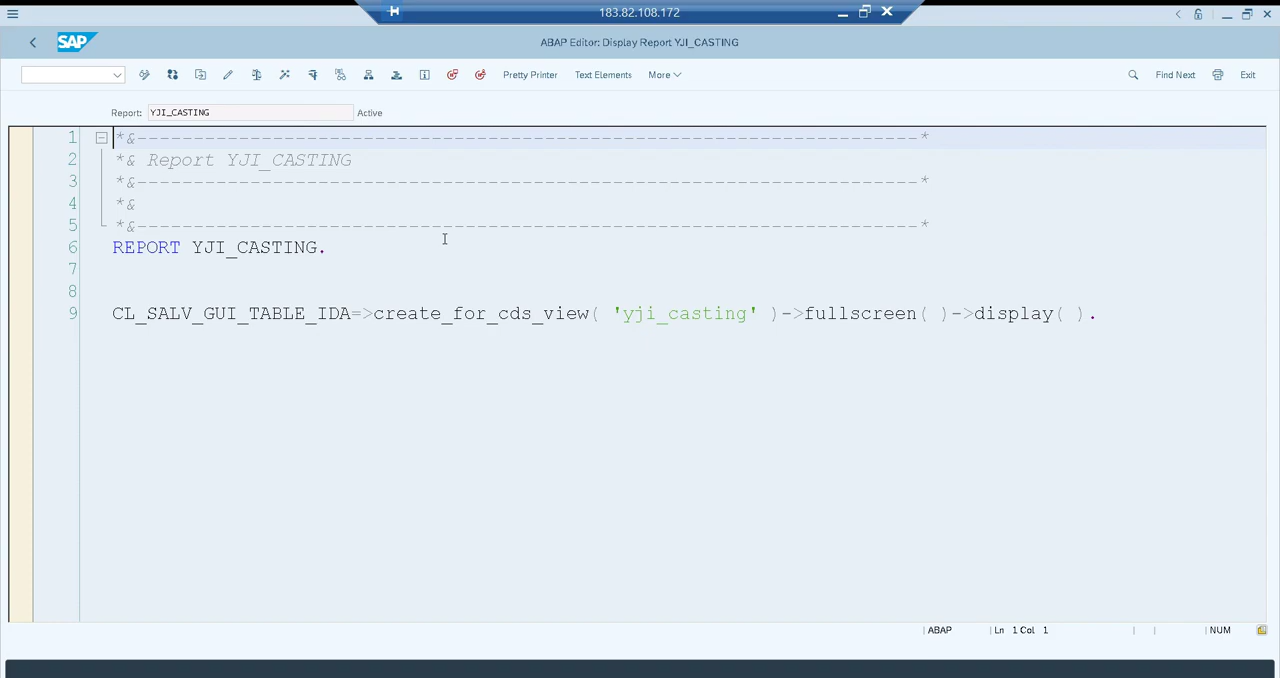 183.82.108.172
SAP
ABAP Editor: Display Report YJI_CASTING
Pretty Printer Text Elements More Find Next Exit
Report: YJI_CASTING Active
1 *&---------------------------------------------------------------------*
2 *& Report YJI_CASTING
3 *&---------------------------------------------------------------------*
4 *&
5 *&---------------------------------------------------------------------*
6 REPORT YJI_CASTING.
7
8
9 CL_SALV_GUI_TABLE_IDA=>create_for_cds_view( 'yji_casting' )->fullscreen( )->display( ).
ABAP Ln 1 Col 1 NUM